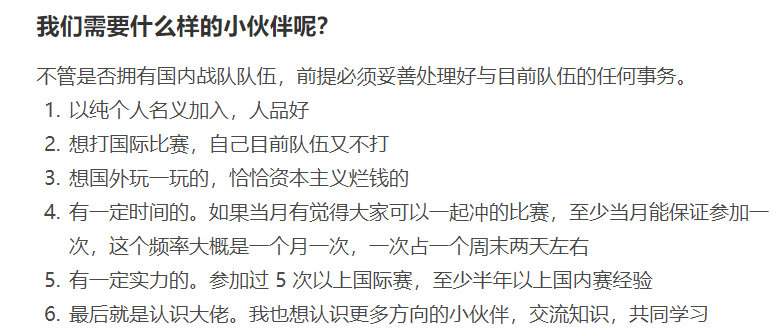 我们需要什么样的小伙伴呢？
不管是否拥有国内战队队伍，前提必须妥善处理好与目前队伍的任何事务。
1. 以纯个人名义加入，人品好
2. 想打国际比赛，自己目前队伍又不打
3. 想国外玩一玩的，恰恰资本主义烂钱的
4. 有一定时间的。如果当月有觉得大家可以一起冲的比赛，至少当月能保证参加一
次，这个频率大概是一个月一次，一次占一个周末两天左右
5. 有一定实力的。参加过 5 次以上国际赛，至少半年以上国内赛经验
6. 最后就是认识大佬。我也想认识更多方向的小伙伴，交流知识，共同学习